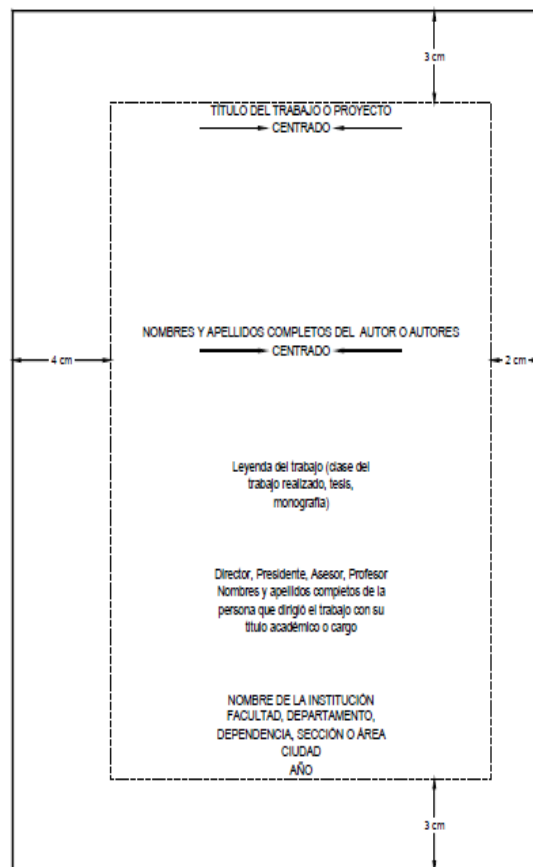 3 cm
TÍTULO DEL TRABAJO O PROYECTO
CENTRADO
NOMBRES Y APELLIDOS COMPLETOS DEL AUTOR O AUTORES
CENTRADO
4 cm
2 cm
Leyenda del trabajo (clase del
trabajo realizado, tesis,
monografía)
Director, Presidente, Asesor, Profesor
Nombres y apellidos completos de la
persona que dirigió el trabajo con su
título académico o cargo
NOMBRE DE LA INSTITUCIÓN
FACULTAD, DEPARTAMENTO,
DEPENDENCIA, SECCIÓN O ÁREA
CIUDAD
AÑO
3 cm